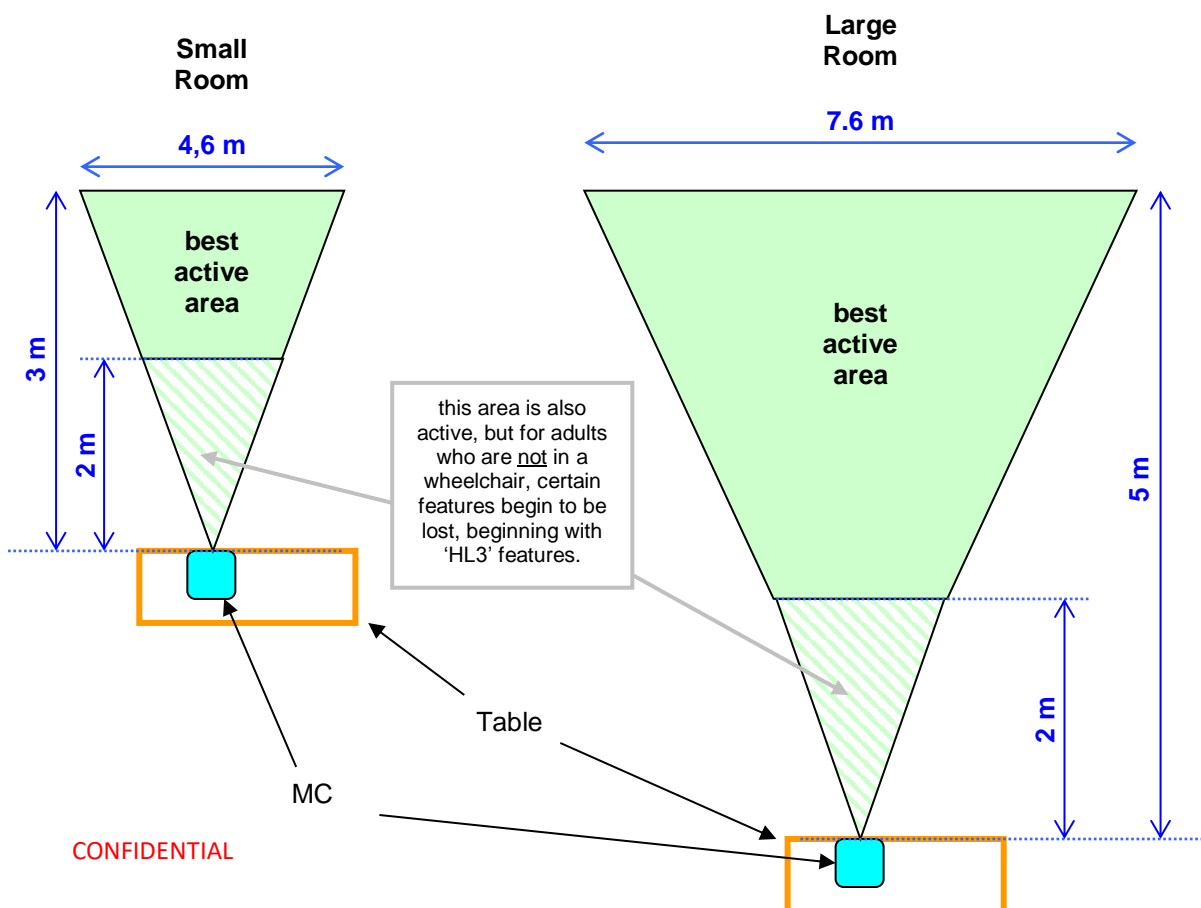 Small
Room
Large
Room
4,6 m
7.6 m
best
active
area
best
active
area
3 m
2 m
5 m
2 m
this area is also
active, but for adults
who are not in a
wheelchair, certain
features begin to be
lost, beginning with
‘HL3’ features.
Table
MC
CONFIDENTIAL